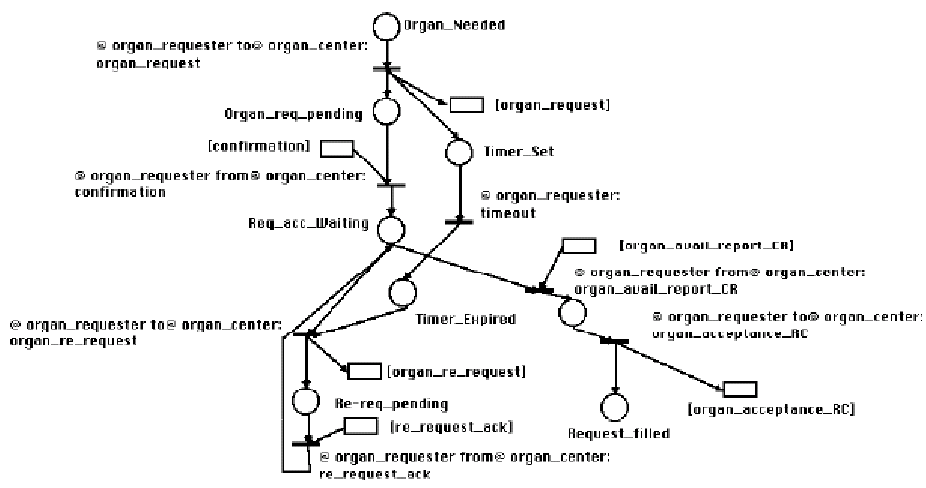 Organ_Needed
@ organ_requester to@ organ_center:
organ_request
[organ_request]
Organ_req_pending
[confirmation]
Timer_Set
@ organ_requester from@ organ_center:
confirmation
@ organ_requester:
timeout
Req_acc_Waiting
[organ_avail_report_CR]
@ organ_requester from@ organ_center:
organ_avail_report_CR
Timer_Expired
@ organ_requester to@ organ_center:
organ_acceptance_RC
@ organ_requester to@ organ_center:
organ_re_request
[organ_re_request]
Re-req_pending
[organ_acceptance_RC]
[re_request_ack]
Request_filled
@ organ_requester from@ organ_center:
re_request_ack